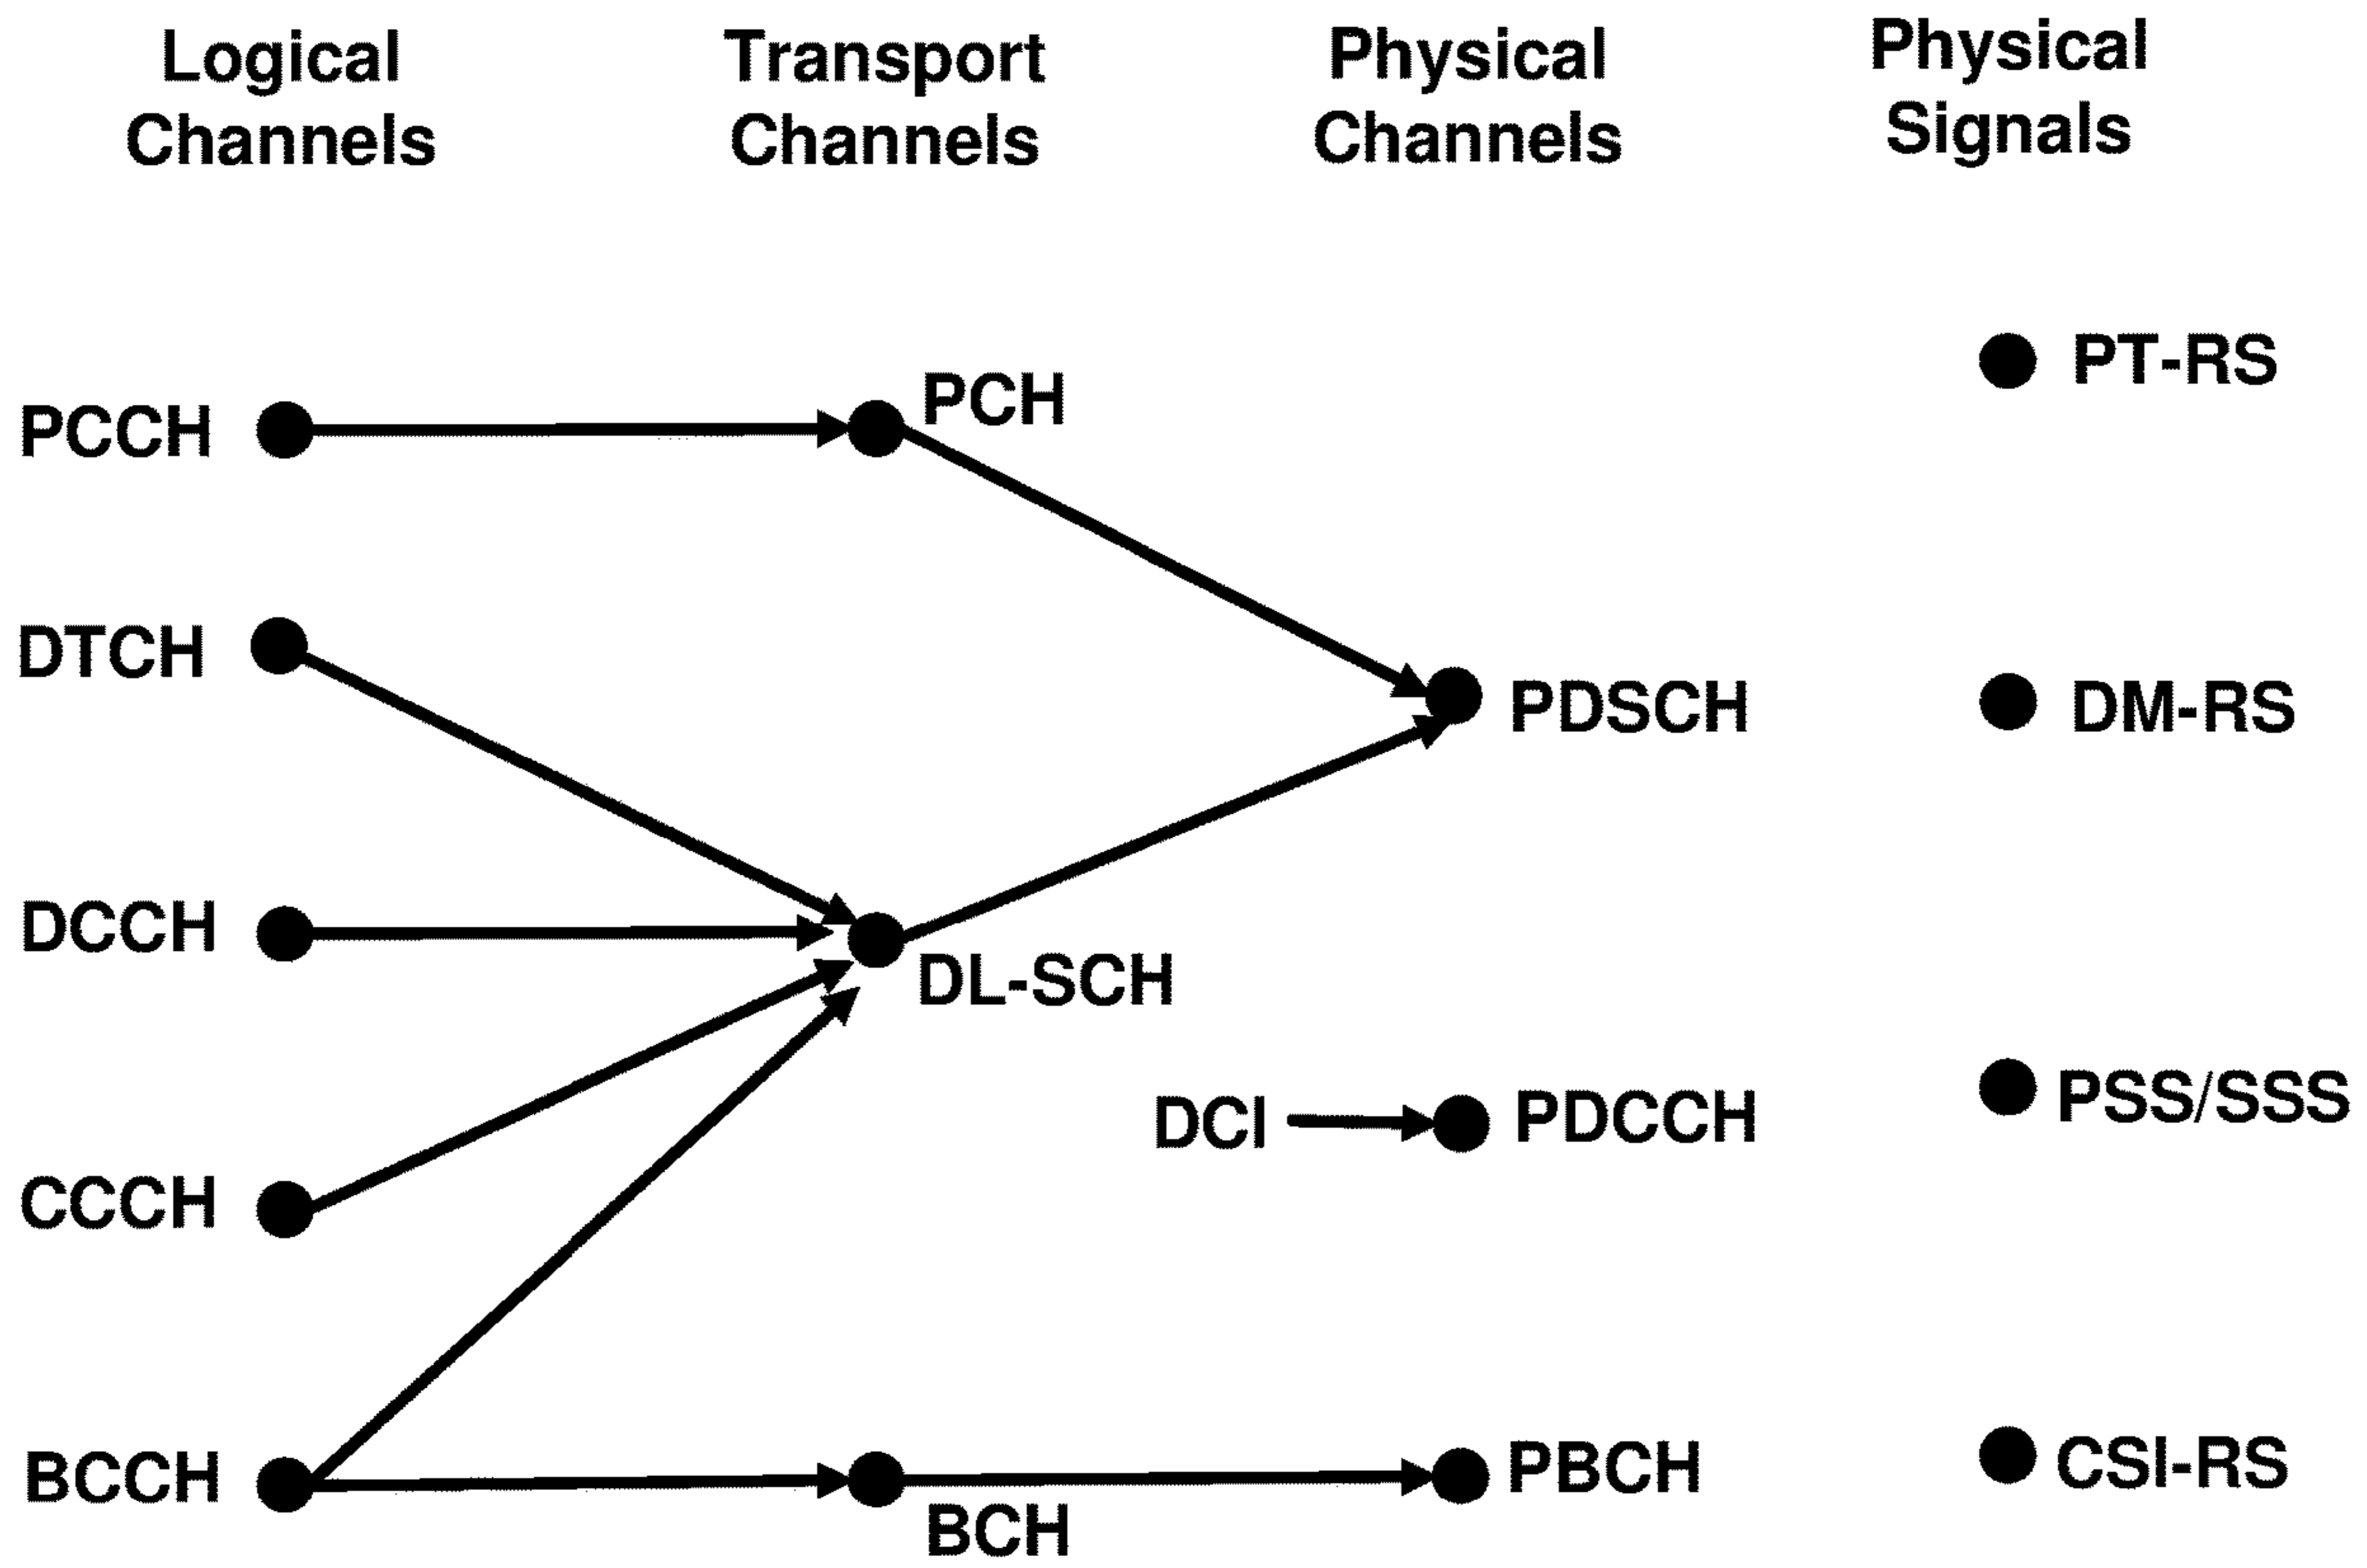 Logical
Channels
Transport
Channels
Physical
Channels
Physical
Signals
PCCH
PCH
PT-RS
DTCH
PDSCH
DM-RS
DCCH
DL-SCH
DCI
PDCCH
PSS/SSS
CCCH
BCCH
BCH
PBCH
CSI-RS